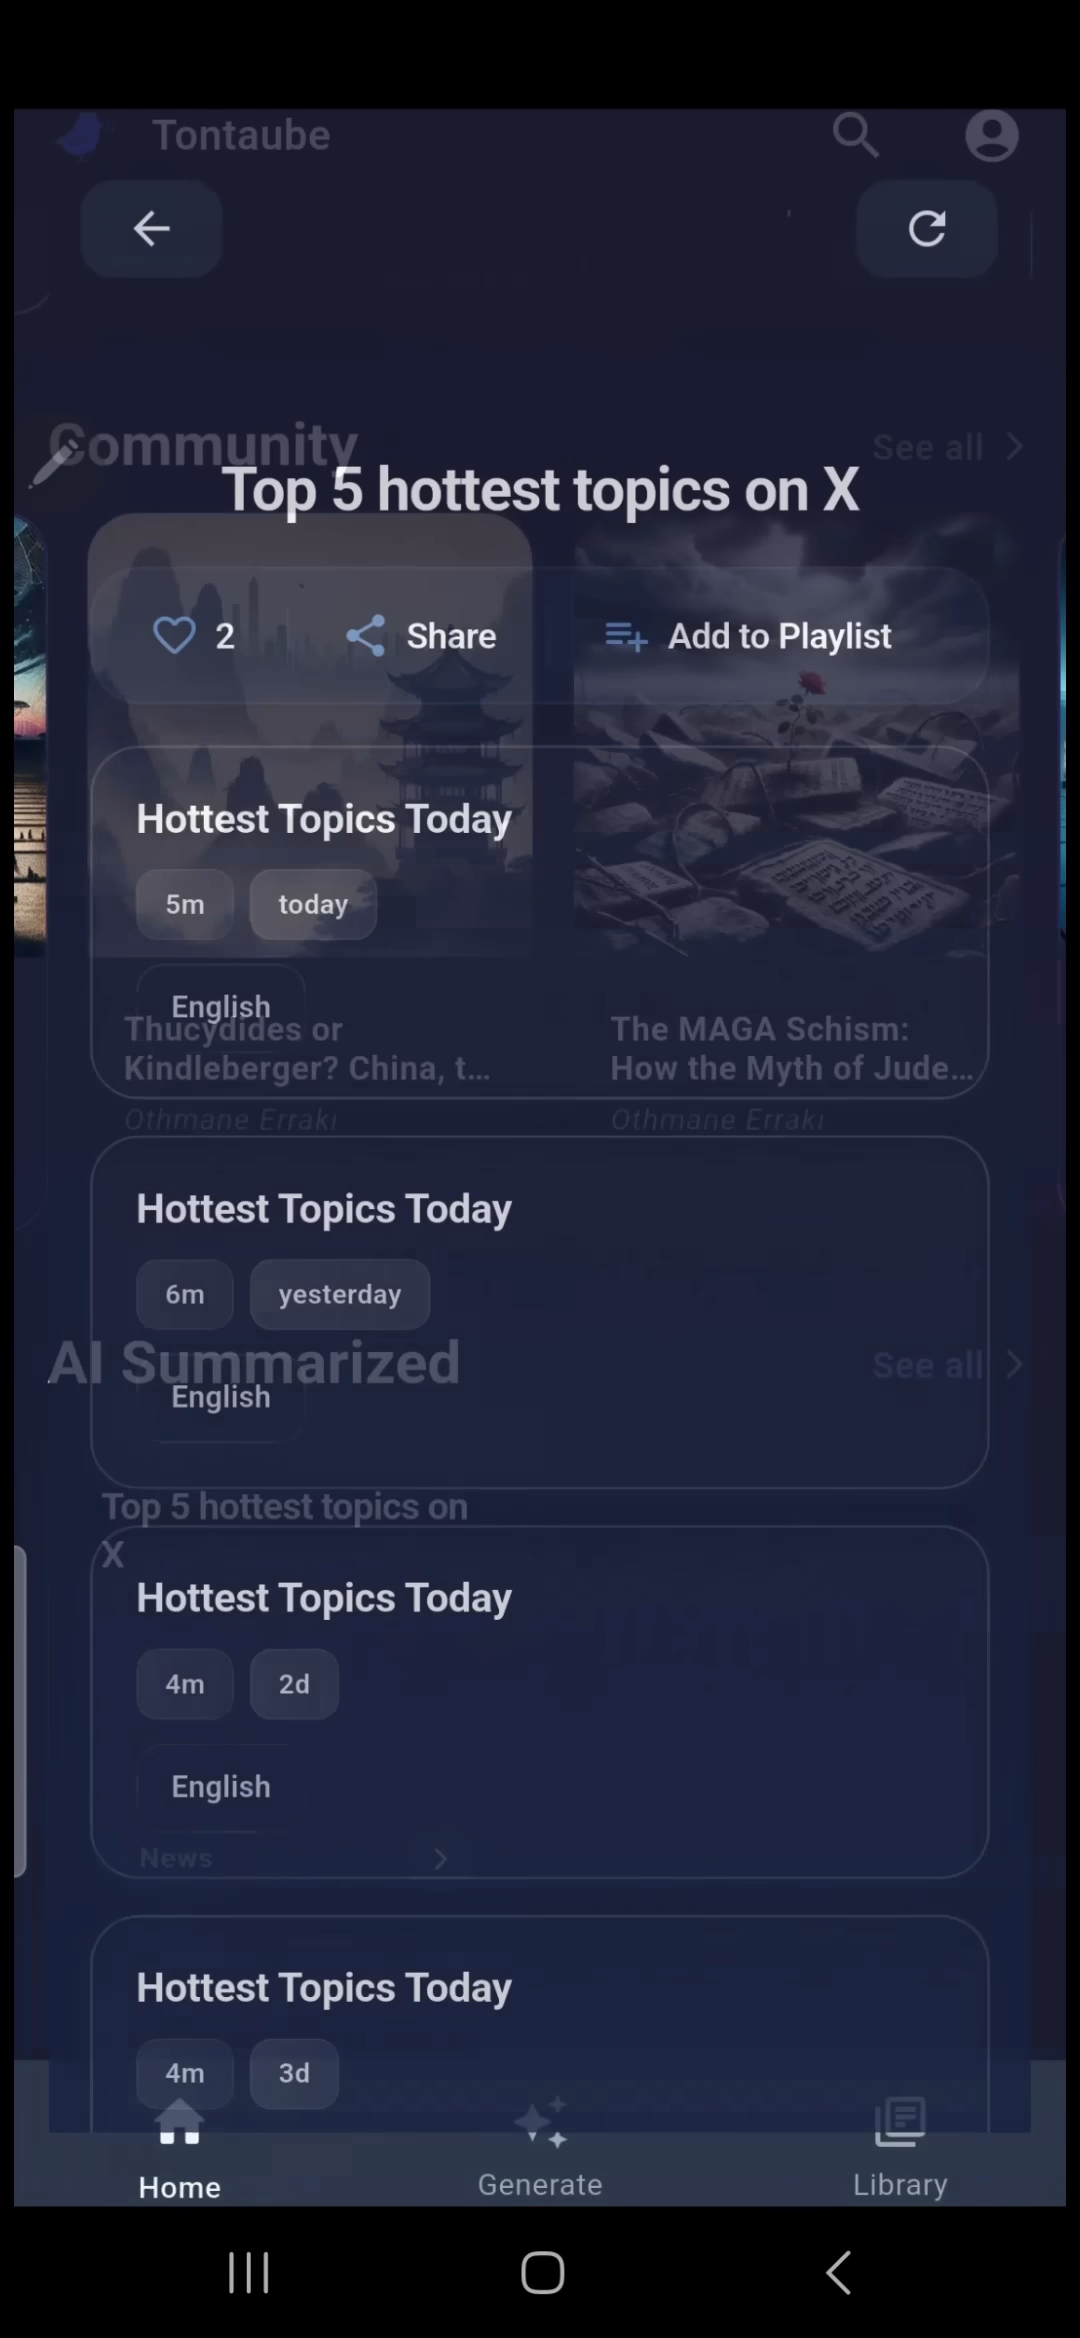 Tontaube
Community
See all
Top 5 hottest topics on X
2
Share
Add to Playlist
Hottest Topics Today
5m
today
English
Thucydides or
Kindleberger? China, t...
Othmane Erraki
The MAGA Schism:
How the Myth of Jude...
Othmane Erraki
Hottest Topics Today
6m
yesterday
AI Summarized
See all
English
Top 5 hottest topics on
X
Hottest Topics Today
4m
2d
English
News
Hottest Topics Today
4m
3d
Home
Generate
Library